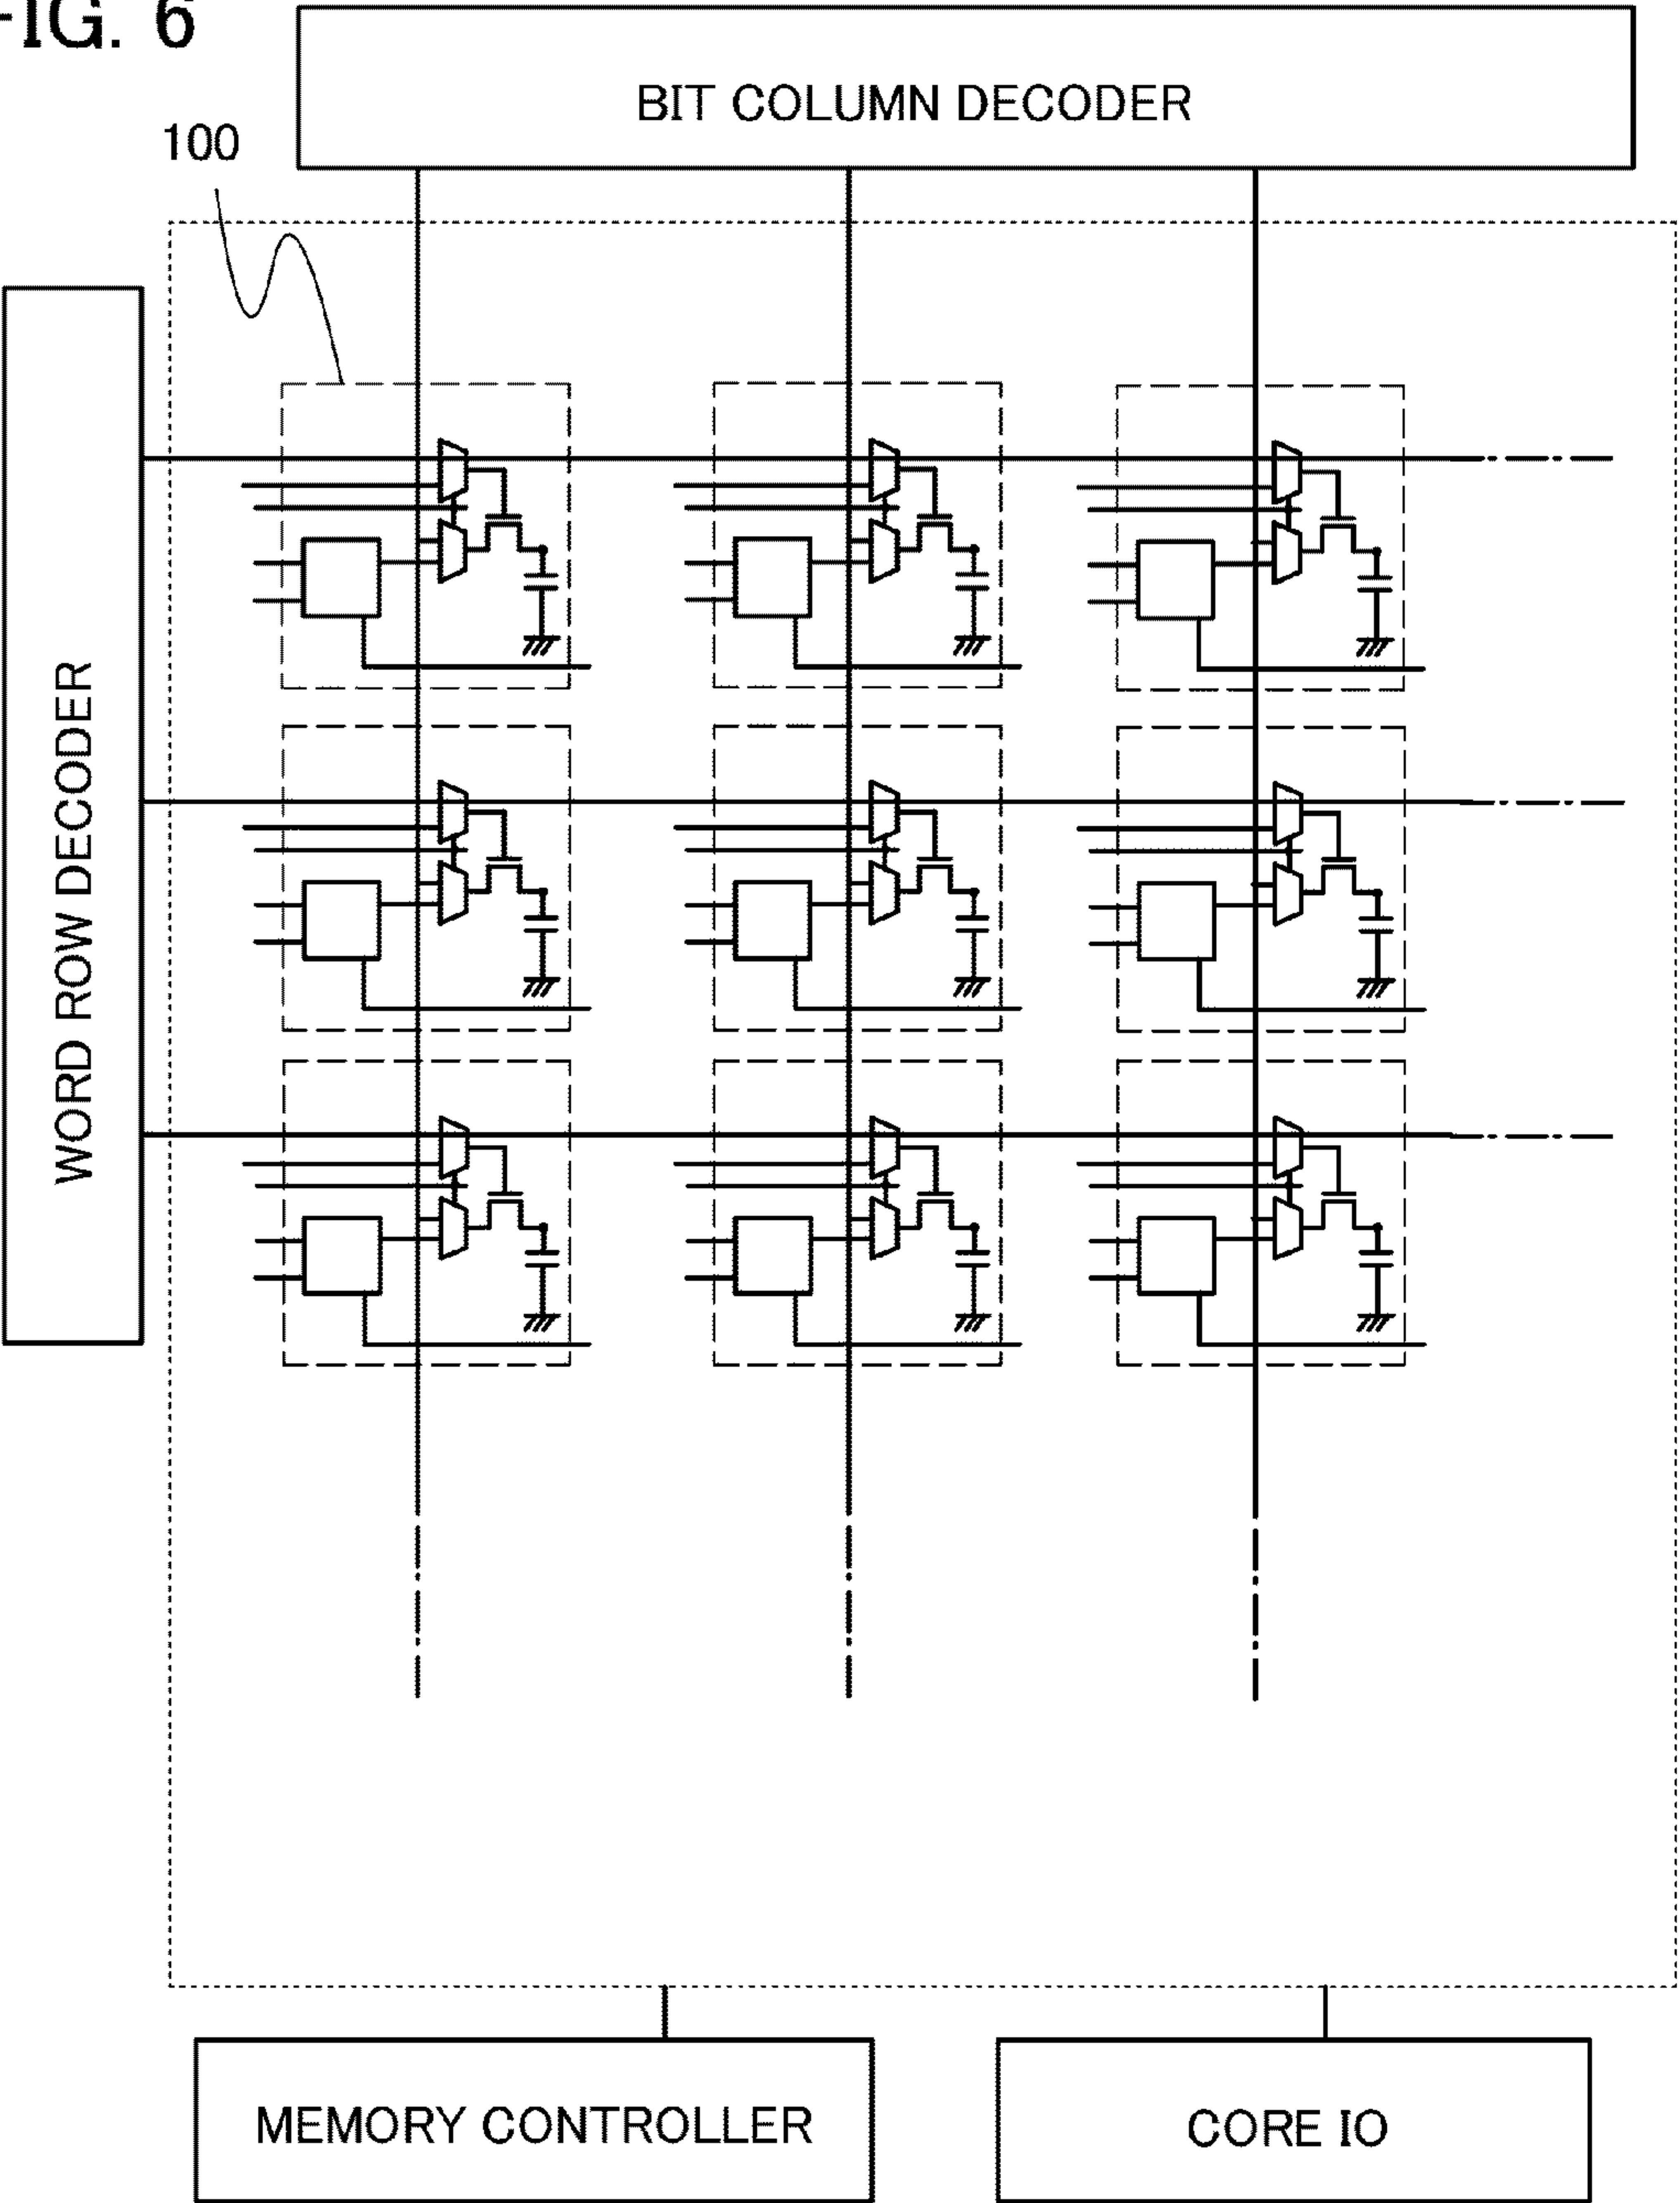 FIG. 6
BIT COLUMN DECODER
100
WORD ROW DECODER
MEMORY CONTROLLER
CORE IO